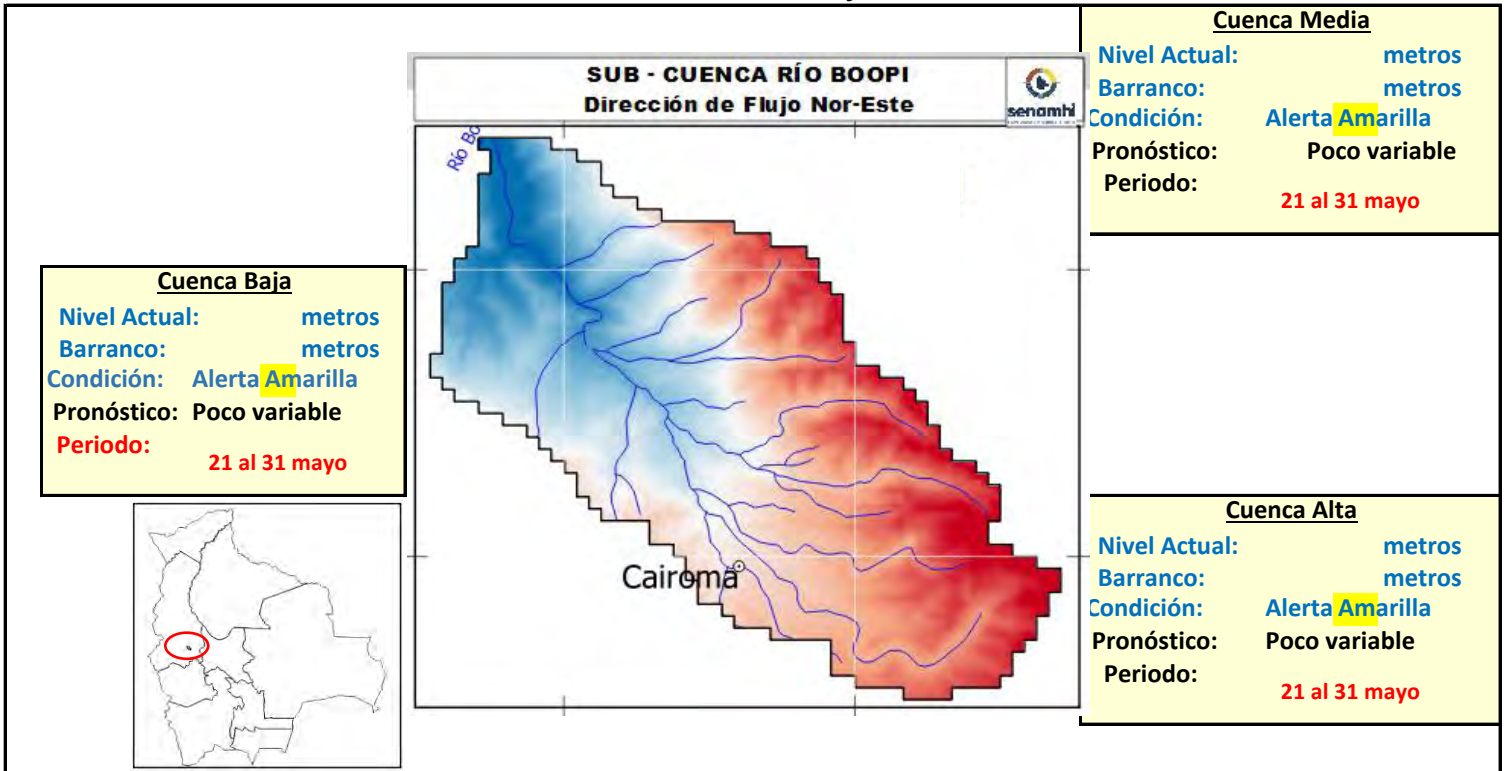 Cuenca Media
Nivel Actual: metros
Barranco: metros
Condición: Alerta Amarilla
Pronóstico: Poco variable
Periodo:
21 al 31 mayo
SUB - CUENCA RÍO BOOPI
Dirección de Flujo Nor-Este
senamhi
Río Bo
Cuenca Baja
Nivel Actual: metros
Barranco: metros
Condición: Alerta Amarilla
Pronóstico: Poco variable
Periodo:
21 al 31 mayo
Cairoma
Cuenca Alta
Nivel Actual: metros
Barranco: metros
Condición: Alerta Amarilla
Pronóstico: Poco variable
Periodo:
21 al 31 mayo